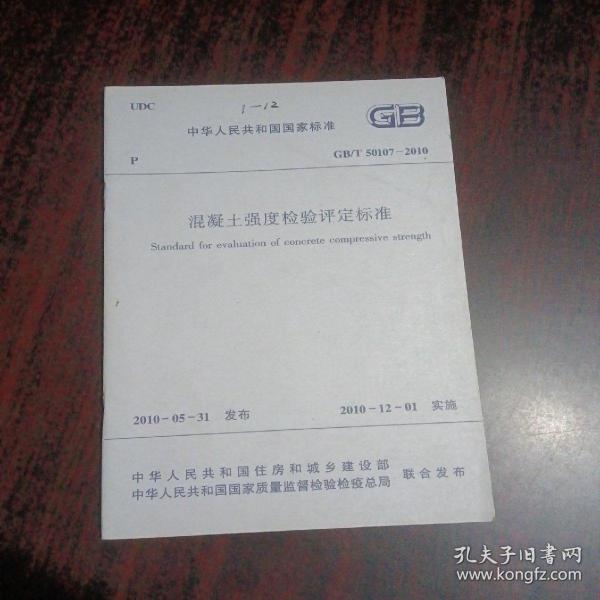 UDC
1-12
中华人民共和国国家标准
GB
P
GB/T 50107-2010
混凝土强度检验评定标准
Standard for evaluation of concrete compressive strength
2010-05-31 发布
2010-12-01 实施
中华人民共和国住房和城乡建设部
中华人民共和国国家质量监督检验检疫总局
联合发布
孔夫子旧书网
www.kongfz.com